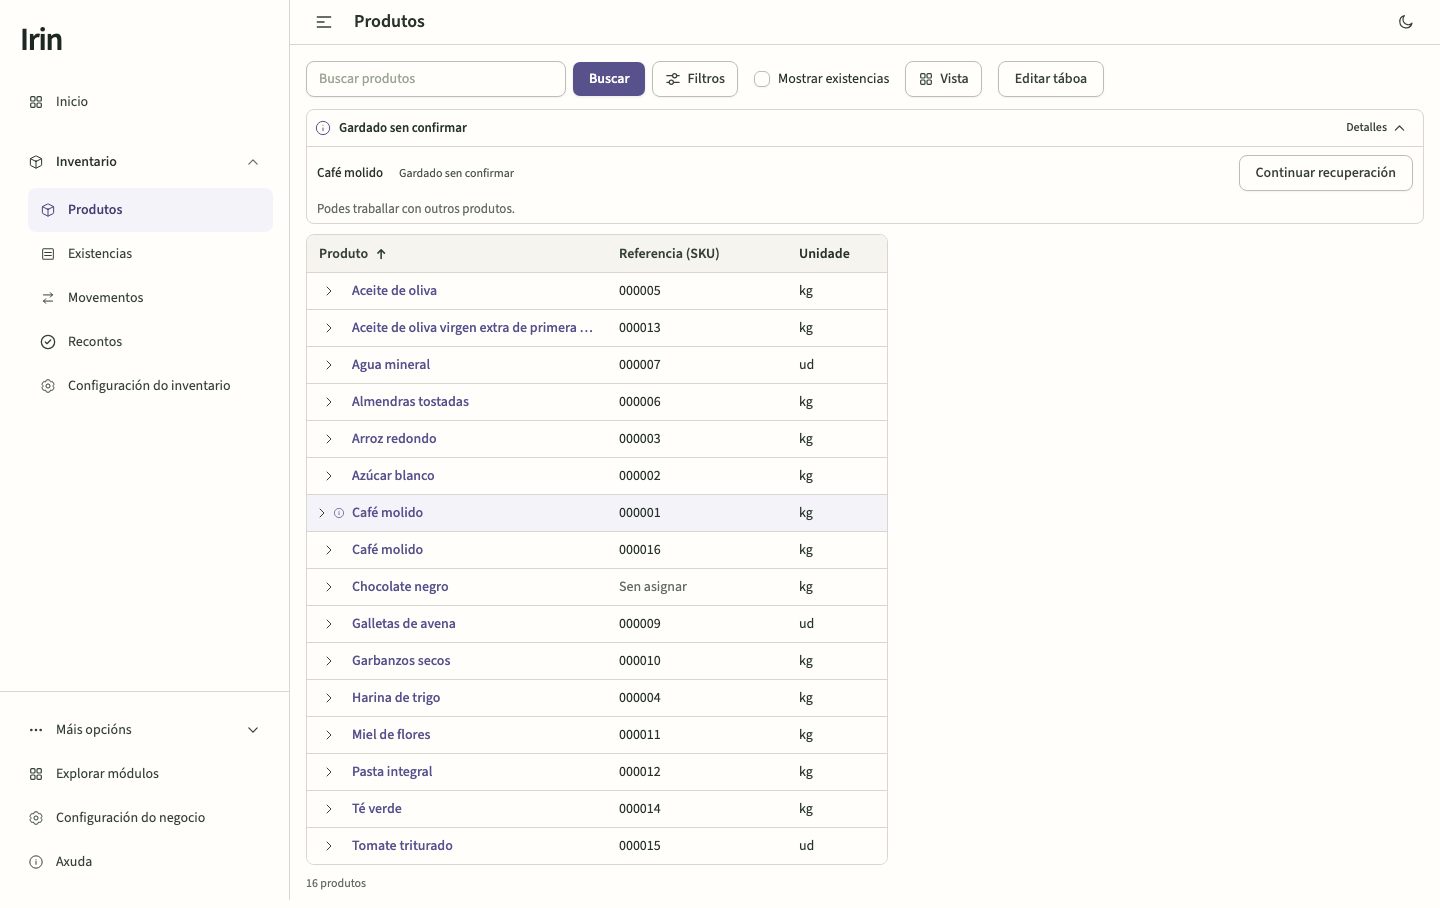 Irin
Produtos
Inicio
Inventario
Produtos
Existencias
Movementos
Recontos
Configuración do inventario
Máis opcións
Explorar módulos
Configuración do negocio
Axuda
Buscar produtos Buscar Filtros Mostrar existencias Vista Editar táboa
Gardado sen confirmar Detalles
Café molido Gardado sen confirmar Continuar recuperación
Podes traballar con outros produtos.
Produto Referencia (SKU) Unidade
Aceite de oliva 000005 kg
Aceite de oliva virgen extra de primera … 000013 kg
Agua mineral 000007 ud
Almendras tostadas 000006 kg
Arroz redondo 000003 kg
Azúcar blanco 000002 kg
Café molido 000001 kg
Café molido 000016 kg
Chocolate negro Sen asignar kg
Galletas de avena 000009 ud
Garbanzos secos 000010 kg
Harina de trigo 000004 kg
Miel de flores 000011 kg
Pasta integral 000012 kg
Té verde 000014 kg
Tomate triturado 000015 ud
16 produtos